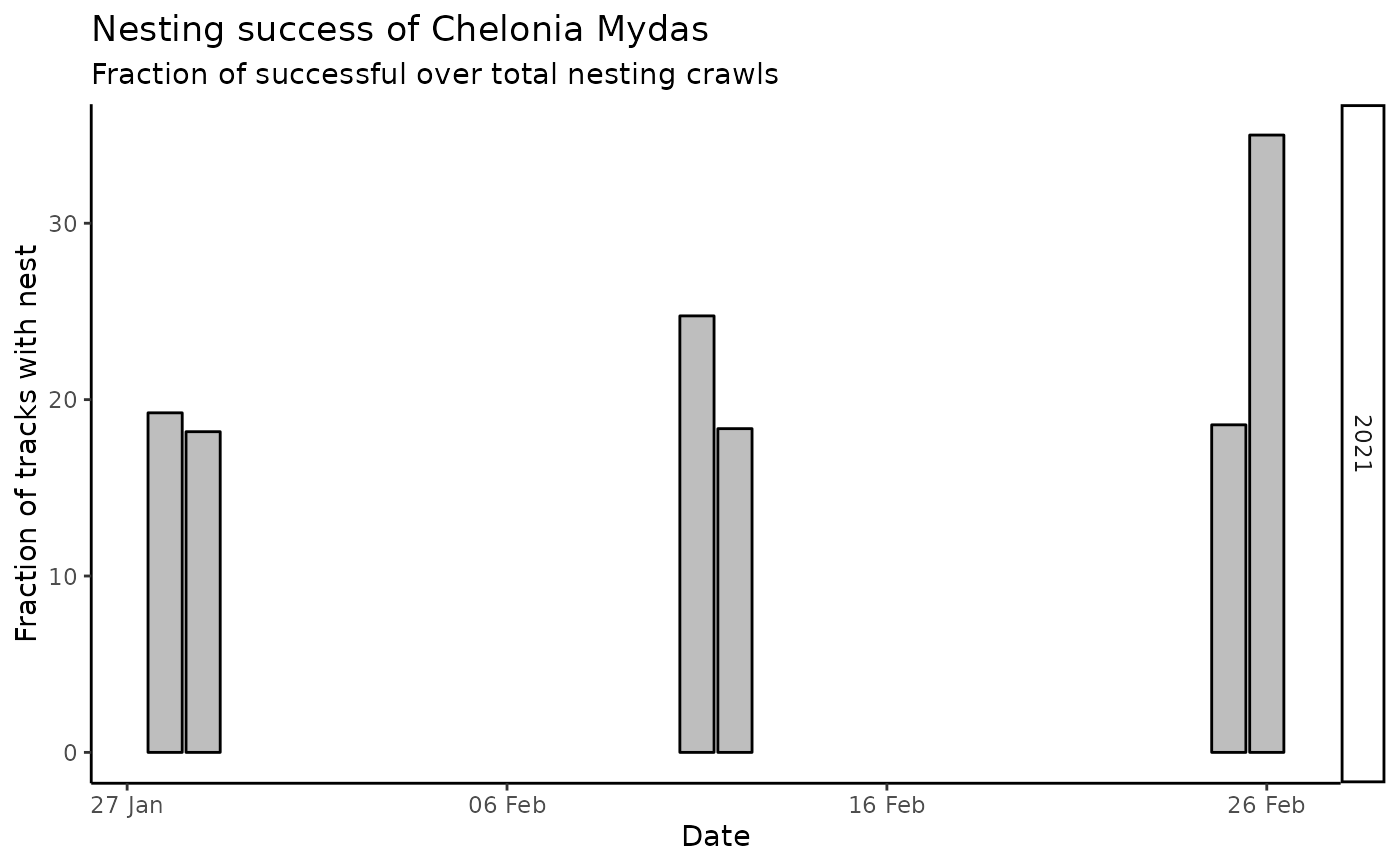 Nesting success of Chelonia Mydas
Fraction of successful over total nesting crawls
Fraction of tracks with nest
30
20
10
0
2021
27 Jan
06 Feb
16 Feb
26 Feb
Date